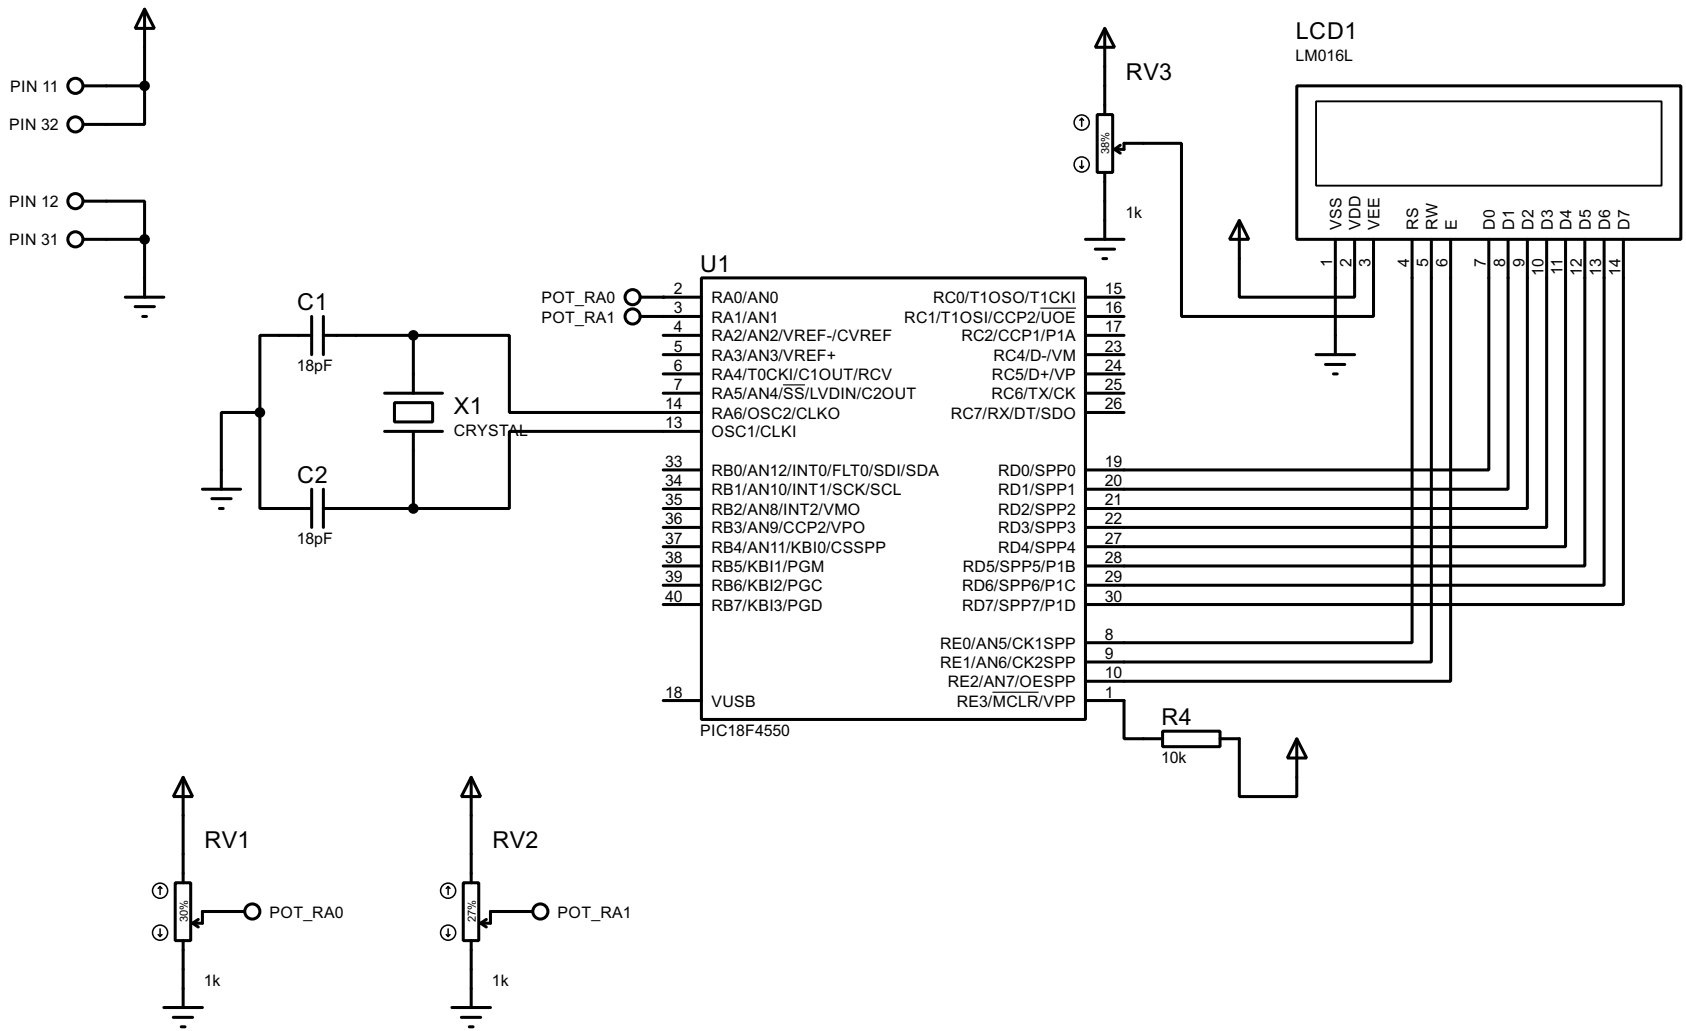 PIN 11
PIN 32
PIN 12
PIN 31
RV3
38%
1k
LCD1
LM016L
VSS
VDD
VEE
RS
RW
E
D0
D1
D2
D3
D4
D5
D6
D7
1
2
3
4
5
6
7
8
9
10
11
12
13
14
C1
18pF
X1
CRYSTAL
C2
18pF
U1
POT_RA0
POT_RA1
2 RA0/AN0 RC0/T1OSO/T1CKI 15
3 RA1/AN1 RC1/T1OSI/CCP2/UOE 16
4 RA2/AN2/VREF-/CVREF RC2/CCP1/P1A 17
5 RA3/AN3/VREF+ RC4/D-/VM 23
6 RA4/T0CKI/C1OUT/RCV RC5/D+/VP 24
7 RA5/AN4/SS/LVDIN/C2OUT RC6/TX/CK 25
14 RA6/OSC2/CLKO RC7/RX/DT/SDO 26
13 OSC1/CLKI
33 RB0/AN12/INT0/FLT0/SDI/SDA RD0/SPP0 19
34 RB1/AN10/INT1/SCK/SCL RD1/SPP1 20
35 RB2/AN8/INT2/VMO RD2/SPP2 21
36 RB3/AN9/CCP2/VPO RD3/SPP3 22
37 RB4/AN11/KBI0/CSSPP RD4/SPP4 27
38 RB5/KBI1/PGM RD5/SPP5/P1B 28
39 RB6/KBI2/PGC RD6/SPP6/P1C 29
40 RB7/KBI3/PGD RD7/SPP7/P1D 30
RE0/AN5/CK1SPP 8
RE1/AN6/CK2SPP 9
RE2/AN7/OESPP 10
18 VUSB RE3/MCLR/VPP 1
PIC18F4550
R4
10k
RV1
30%
POT_RA0
1k
RV2
27%
POT_RA1
1k